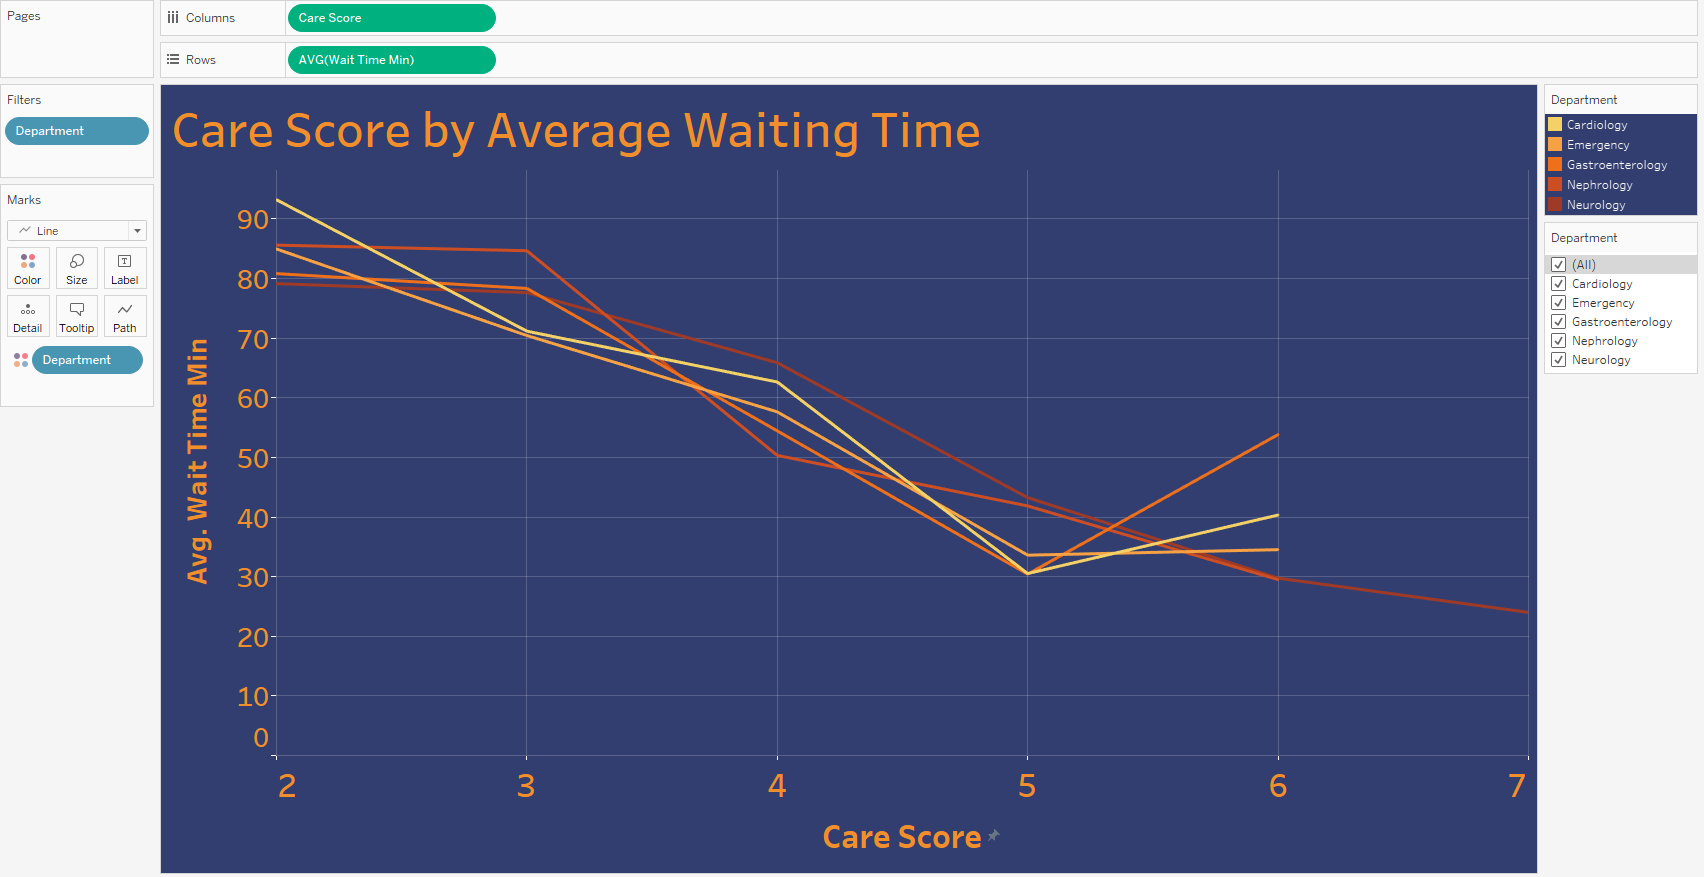 Pages
Columns
Care Score
Rows
AVG(Wait Time Min)
Filters
Department
Marks
Line
Color
Size
Label
Detail
Tooltip
Path
Department
Care Score by Average Waiting Time
90
80
70
60
50
40
30
20
10
0
Avg. Wait Time Min
2
3
4
5
6
7
Care Score
Department
Cardiology
Emergency
Gastroenterology
Nephrology
Neurology
Department
(All)
Cardiology
Emergency
Gastroenterology
Nephrology
Neurology